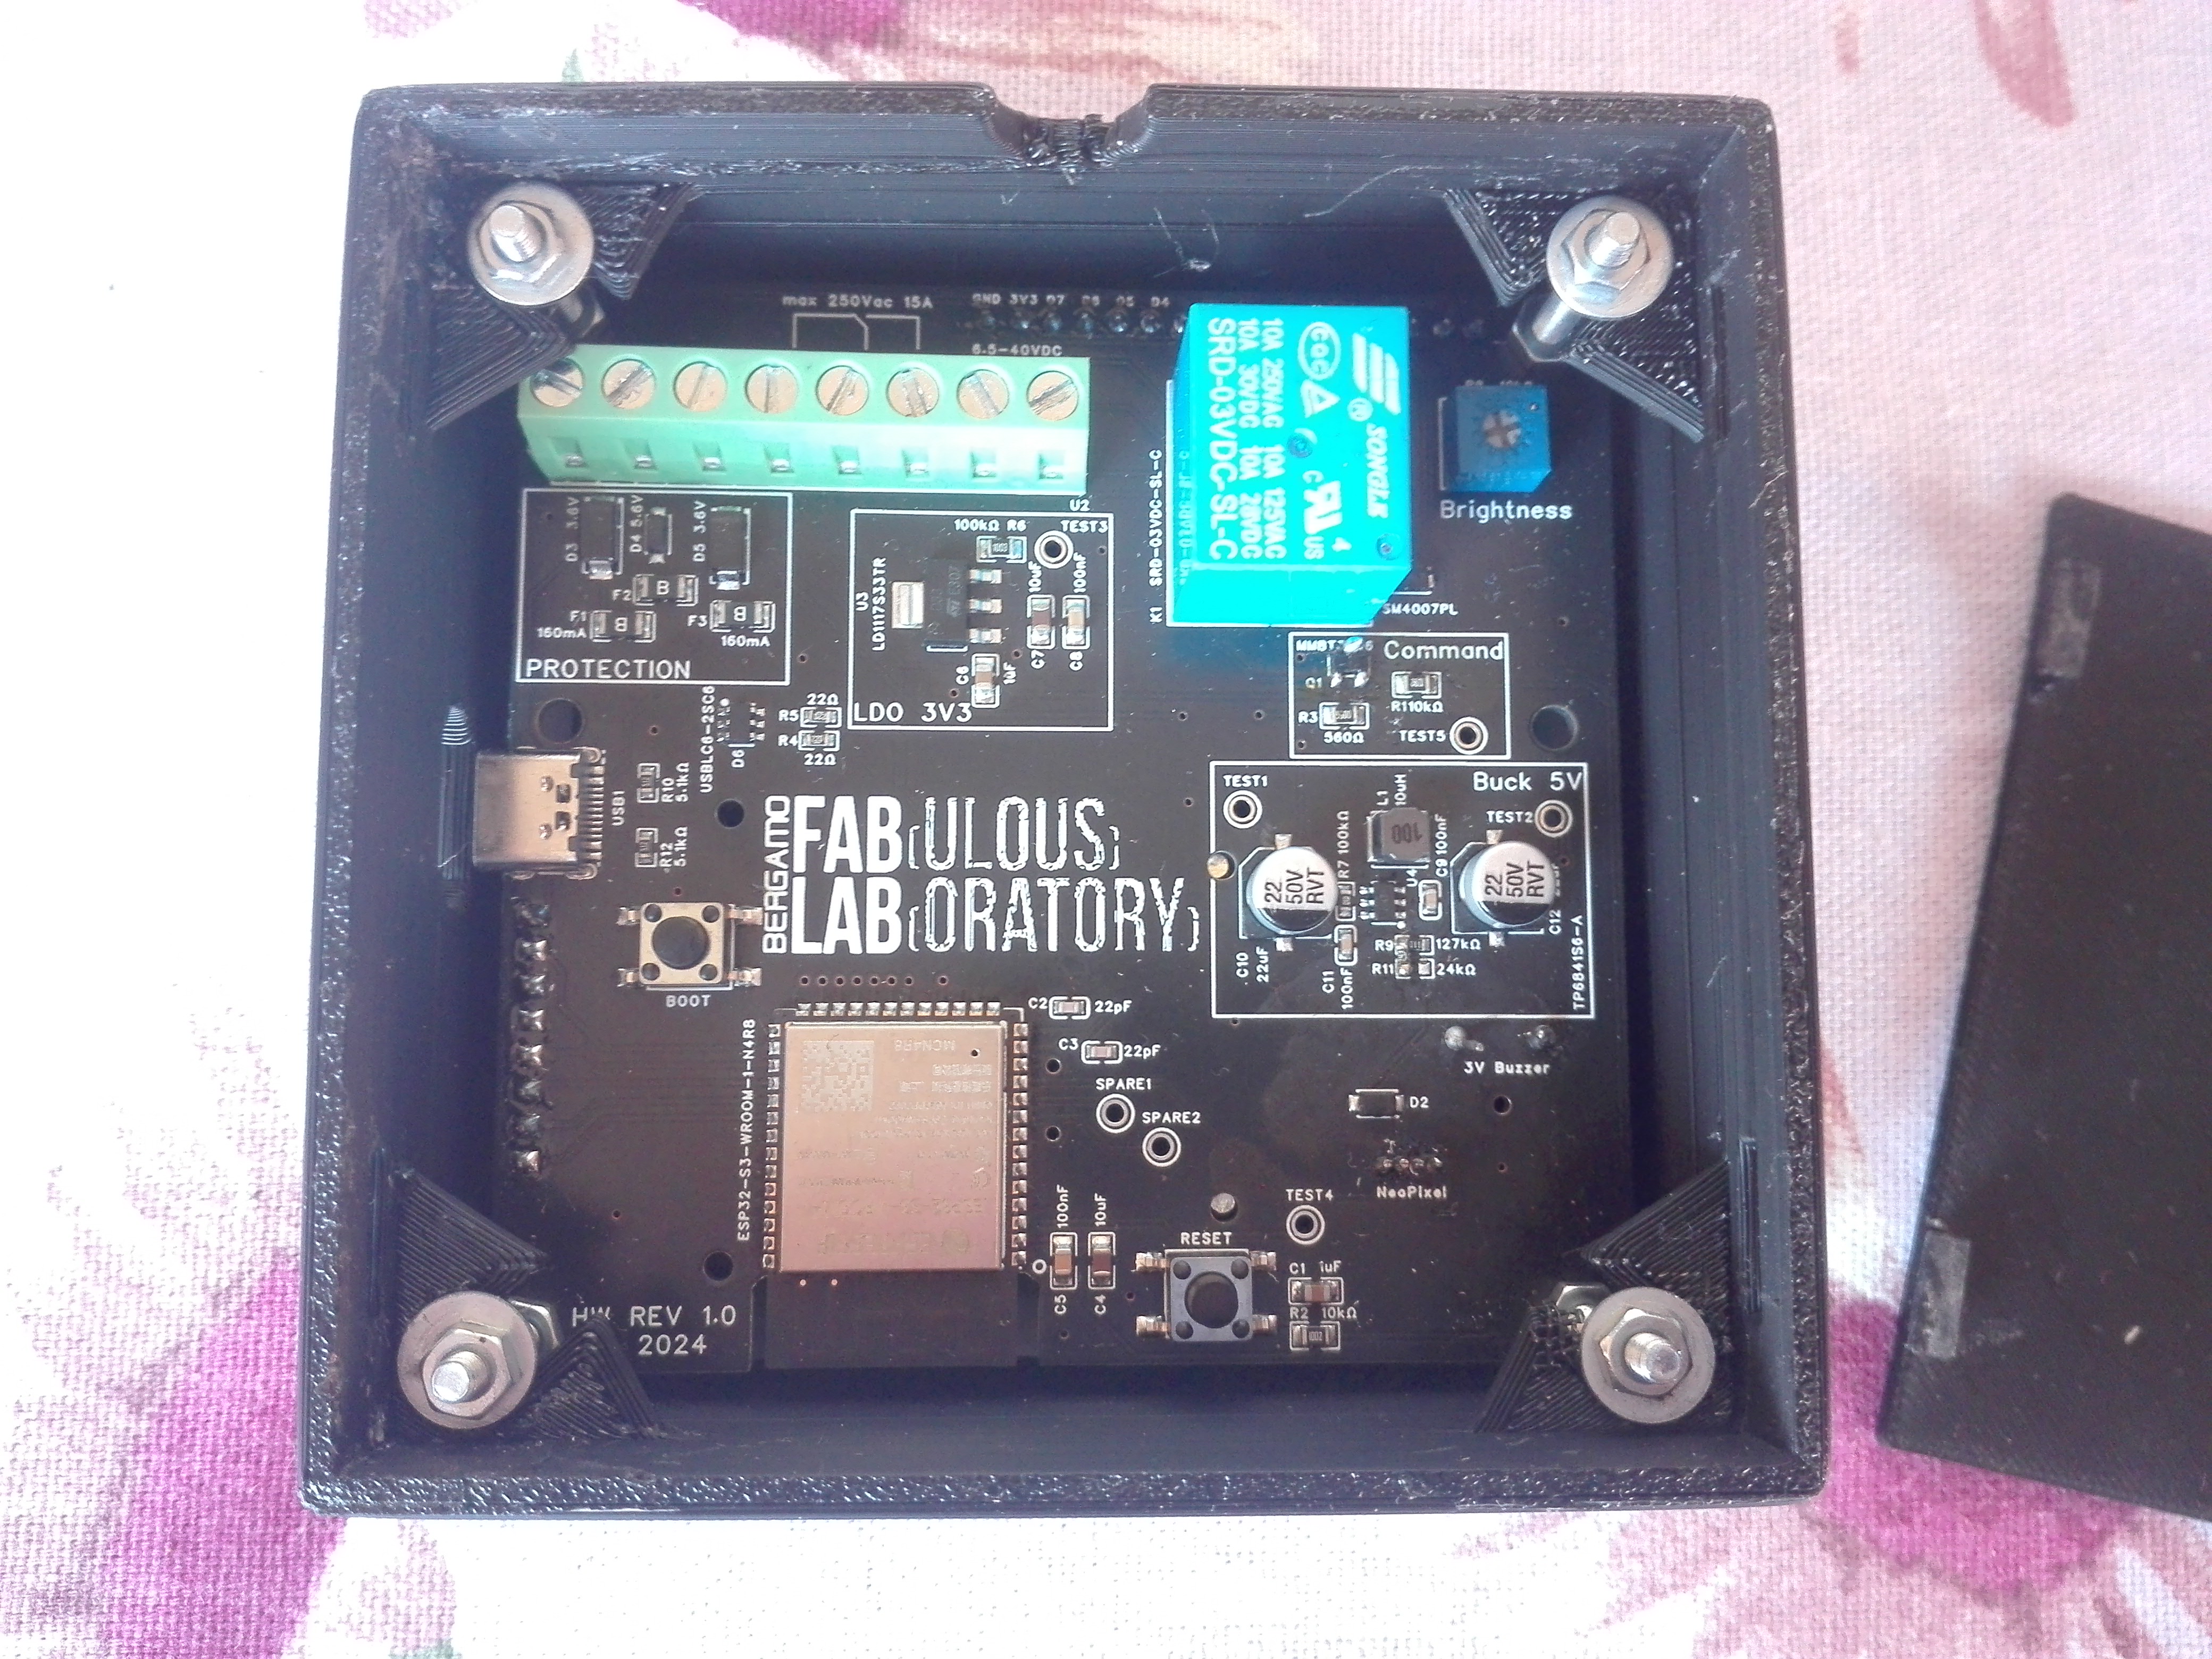 max 250Vac 15A
GND 3V3 D7 D6 D5 D4
6.5-40VDC
SONGLE
10A 250VAC 10A 125VAC
10A 30VDC 10A 28VDC
SRD-03VDC-SL-C
Brightness
D3 3.6V
D4 5.6V
D5 3.6V
F2
B
F1
160mA
B
F3
B
160mA
PROTECTION
U2
100kΩ R6
TEST3
U3
LD1117S33TR
10uF
100nF
C7
C8
C6
1uF
LDO 3V3
K1 SRD-03VDC-SL-C
SM4007PL
Command
Q1
R110kΩ
R3
560Ω
TEST5
USBLC6-2SC6
D6
22Ω
R5
R4
22Ω
R10
5.1kΩ
R12
5.1kΩ
USB1
BERGAMO
FAB(ULOUS)
LAB(ORATORY)
Buck 5V
TEST1
TEST2
L1
10uH
100
R7 100kΩ
C9 100nF
U4
22
50V
RVT
22
50V
RVT
C10
22uF
C11
100nF
R9
127kΩ
R11
24kΩ
C12
TP6841S6-A
BOOT
C2
22pF
C3
22pF
3V Buzzer
SPARE1
SPARE2
D2
NeoPixel
ESP32-S3-WROOM-1-N4R8
MCN4R8
100nF
10uF
C5
C4
TEST4
RESET
C1 1uF
R2 10kΩ
1002
HW REV 1.0
2024